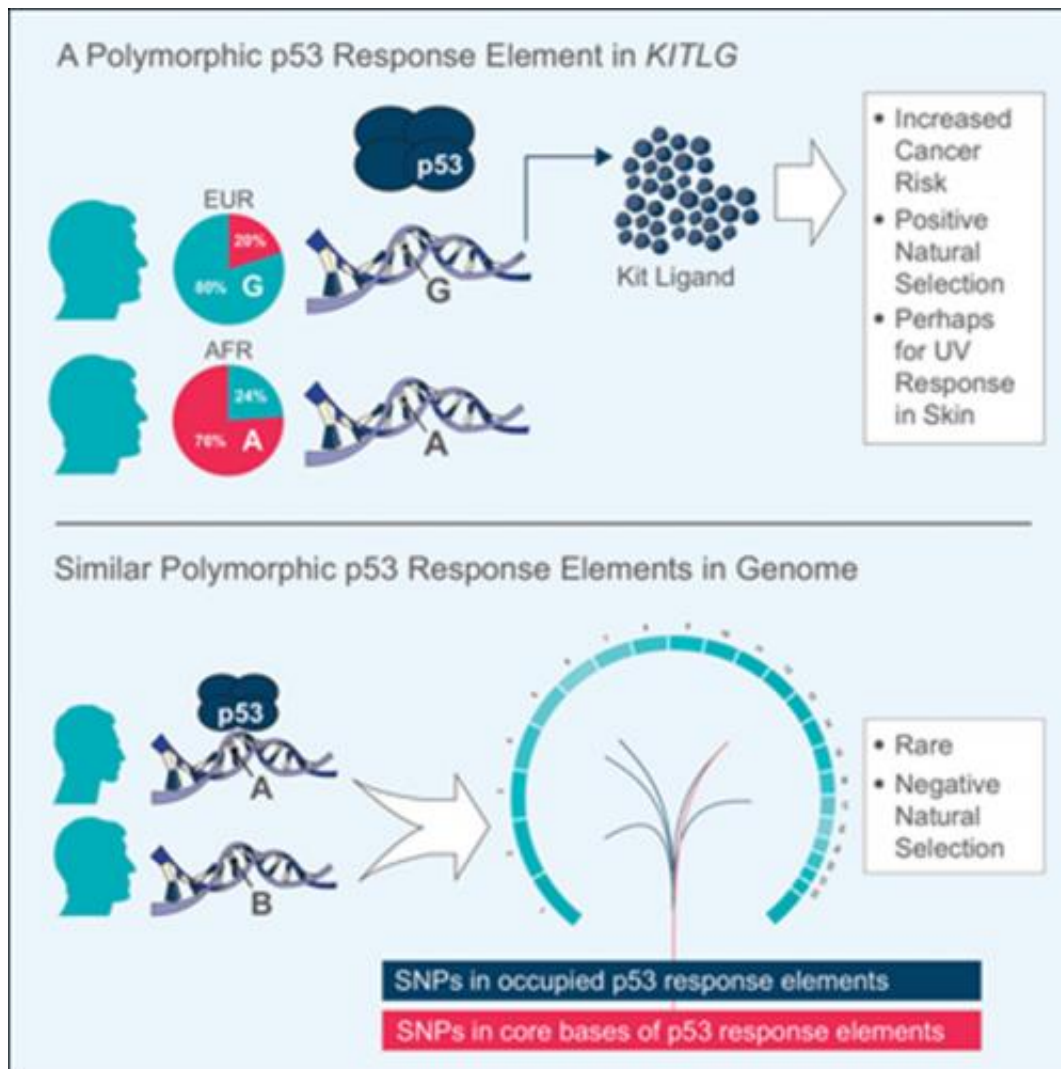 A Polymorphic p53 Response Element in KITLG
p53
EUR
20%
80% G
G
Kit Ligand
AFR
24%
76% A
A
• Increased
Cancer
Risk
• Positive
Natural
Selection
• Perhaps
for UV
Response
in Skin
Similar Polymorphic p53 Response Elements in Genome
p53
A
B
• Rare
• Negative
Natural
Selection
SNPs in occupied p53 response elements
SNPs in core bases of p53 response elements